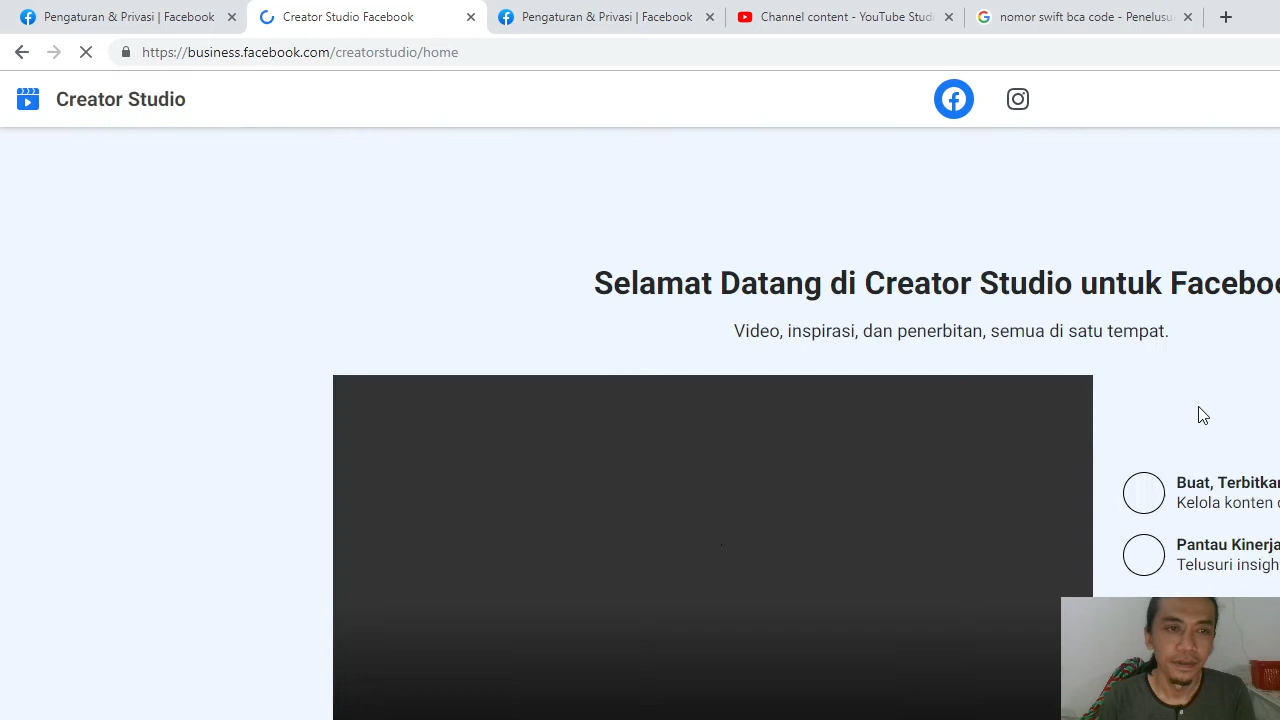 Pengaturan & Privasi | Facebook
Creator Studio Facebook
Pengaturan & Privasi | Facebook
Channel content - YouTube Stud
nomor swift bca code - Penelusu
https://business.facebook.com/creatorstudio/home
Creator Studio
Selamat Datang di Creator Studio untuk Faceboo
Video, inspirasi, dan penerbitan, semua di satu tempat.
Buat, Terbitkan
Kelola konten
Pantau Kinerja
Telusuri insigh